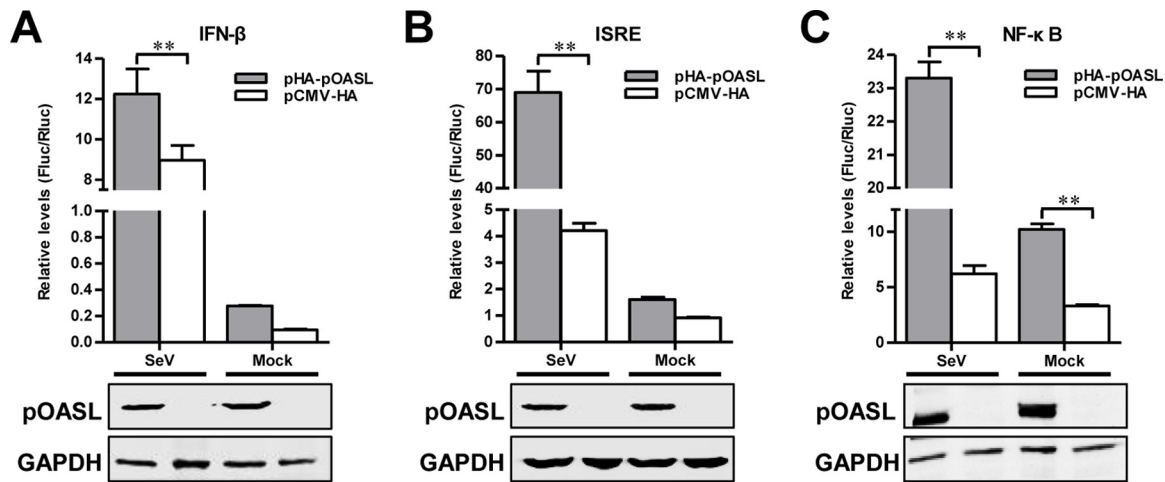 A
IFN-β
**
14
12
10
8
1.0
0.8
0.6
0.4
0.2
0.0
Relative levels (Fluc/Rluc)
pHA-pOASL
pCMV-HA
SeV
Mock
pOASL
GAPDH
B
ISRE
**
80
70
60
50
40
5
4
3
2
1
0
Relative levels (Fluc/Rluc)
pHA-pOASL
pCMV-HA
SeV
Mock
pOASL
GAPDH
C
NF-κ B
**
24
23
22
21
20
10
5
0
Relative levels (Fluc/Rluc)
pHA-pOASL
pCMV-HA
**
SeV
Mock
pOASL
GAPDH